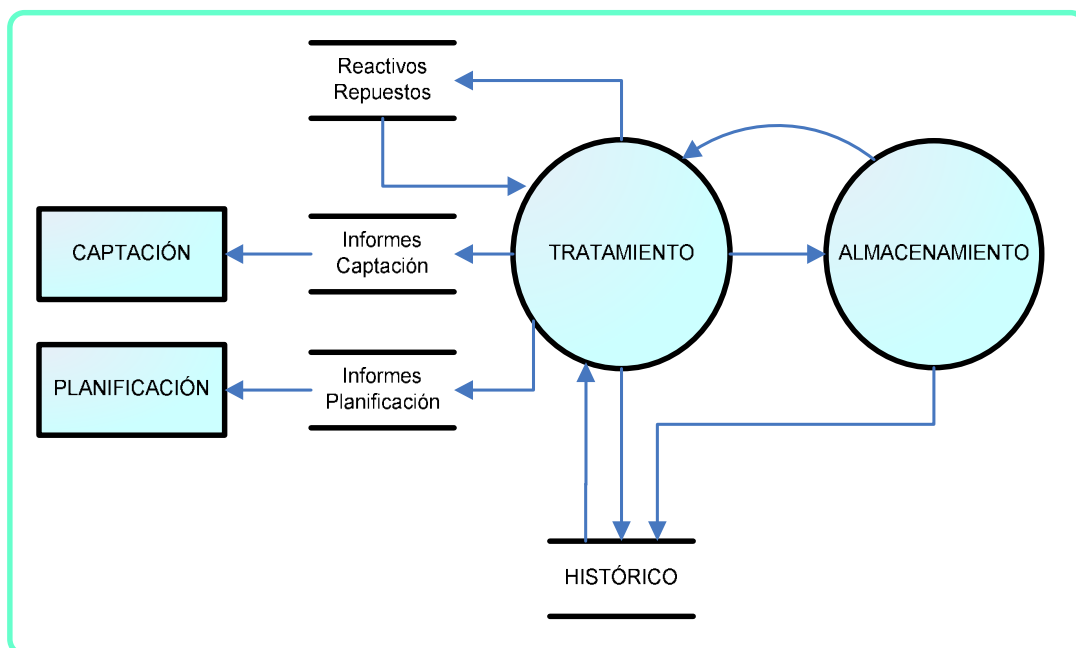 Reactivos
Repuestos
CAPTACIÓN
Informes
Captación
TRATAMIENTO
ALMACENAMIENTO
PLANIFICACIÓN
Informes
Planificación
HISTÓRICO